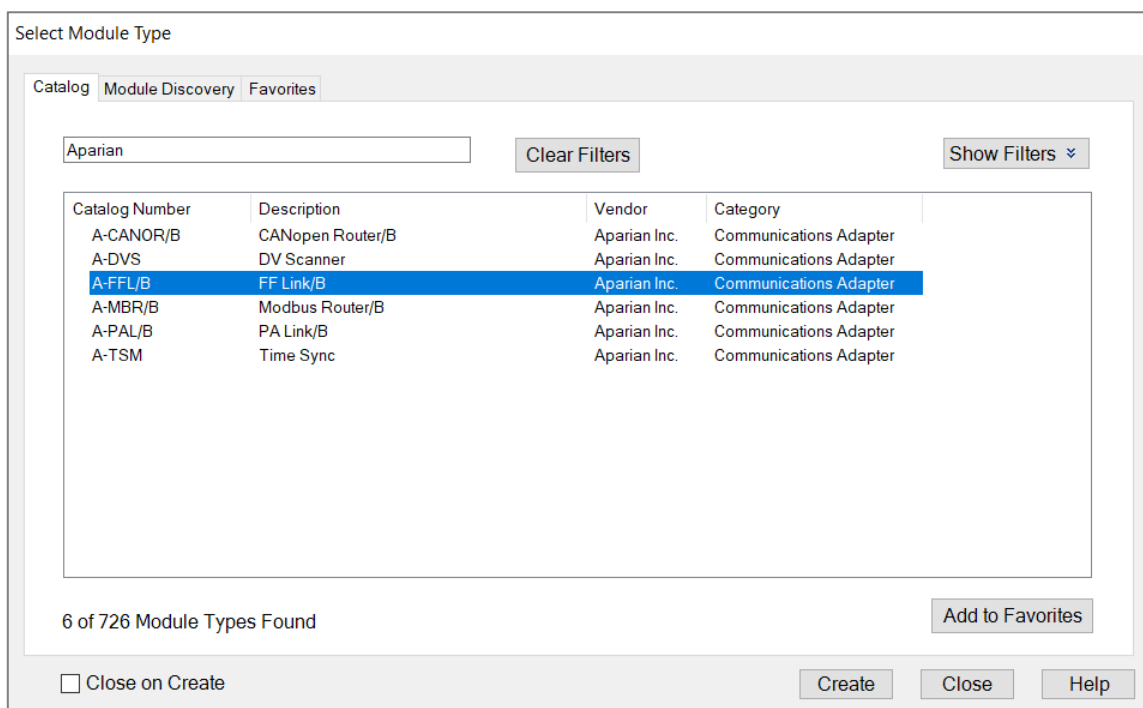 Select Module Type
Catalog Module Discovery Favorites
Aparian Clear Filters Show Filters
Catalog Number Description Vendor Category
A-CANOR/B CANopen Router/B Aparian Inc. Communications Adapter
A-DVS DV Scanner Aparian Inc. Communications Adapter
A-FFL/B FF Link/B Aparian Inc. Communications Adapter
A-MBR/B Modbus Router/B Aparian Inc. Communications Adapter
A-PAL/B PA Link/B Aparian Inc. Communications Adapter
A-TSM Time Sync Aparian Inc. Communications Adapter
6 of 726 Module Types Found Add to Favorites
Close on Create Create Close Help